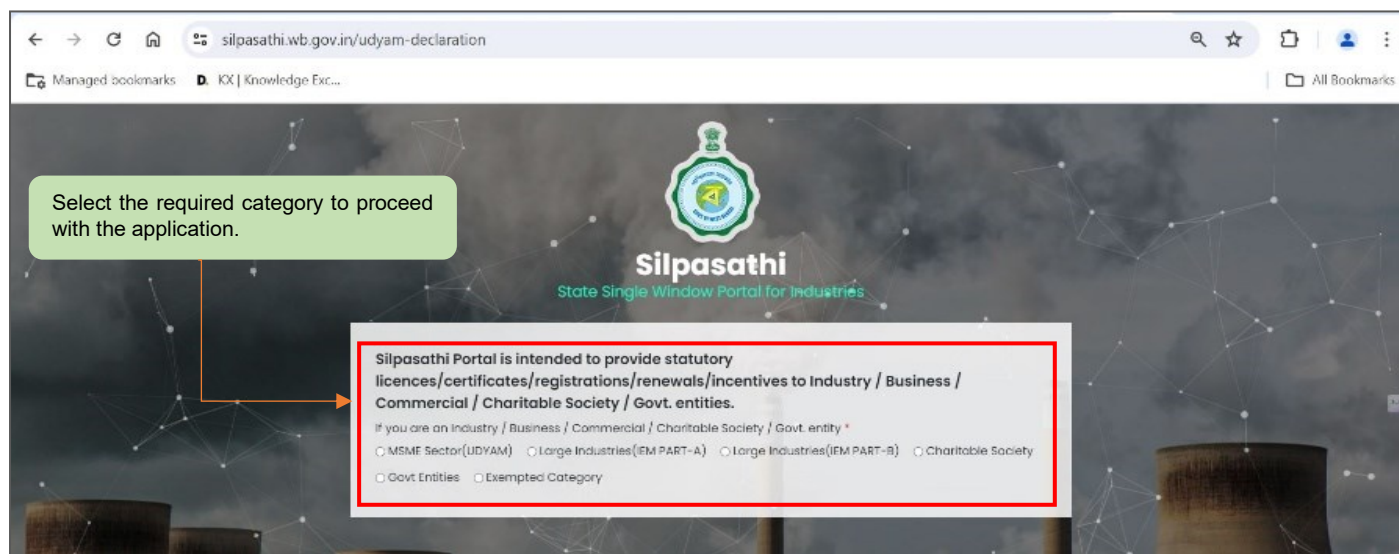 silpasathi.wb.gov.in/udyam-declaration
Managed bookmarks D. KX | Knowledge Exc... All Bookmarks
Select the required category to proceed
with the application.
Silpasathi
State Single Window Portal for Industries
Silpasathi Portal is intended to provide statutory
licences/certificates/registrations/renewals/incentives to Industry / Business /
Commercial / Charitable Society / Govt. entities.
If you are an Industry / Business / Commercial / Charitable Society / Govt. entity *
MSME Sector(UDYAM) Large Industries(IEM PART-A) Large Industries(IEM PART-B) Charitable Society
Govt Entities Exempted Category